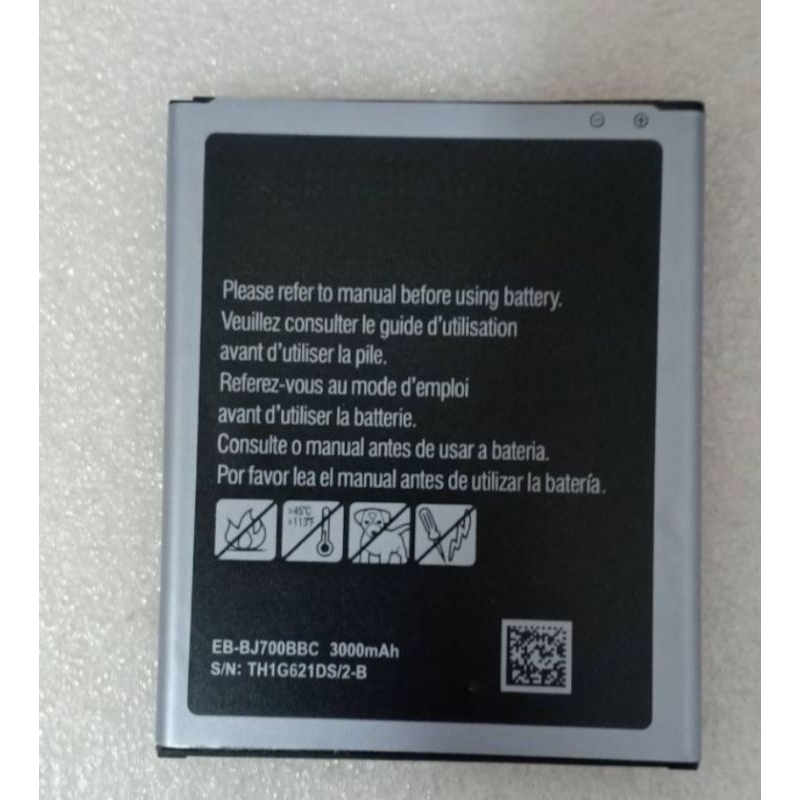 Please refer to manual before using battery.
Veuillez consulter le guide d'utilisation
avant d'utiliser la pile.
Referez-vous au mode d'emploi
avant d'utiliser la batterie.
Consulte o manual antes de usar a bateria.
Por favor lea el manual antes de utilizar la batería.
>45°C
>113°F
EB-BJ700BBC 3000mAh
S/N: TH1G621DS/2-B